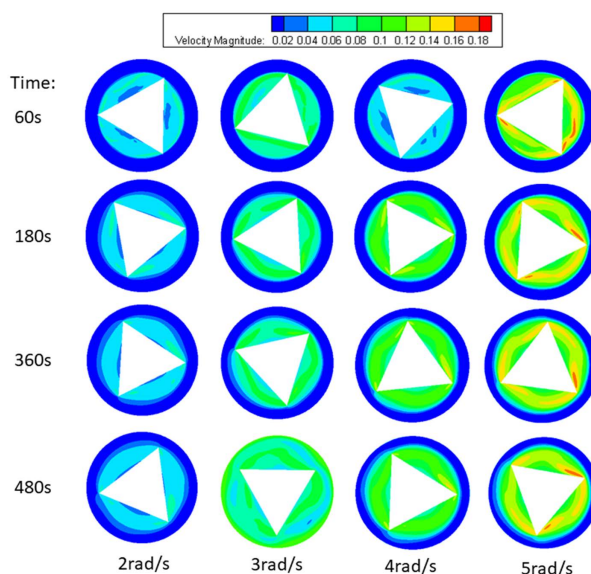 Velocity Magnitude: 0.02 0.04 0.06 0.08 0.1 0.12 0.14 0.16 0.18
Time:
60s
180s
360s
480s
2rad/s 3rad/s 4rad/s 5rad/s